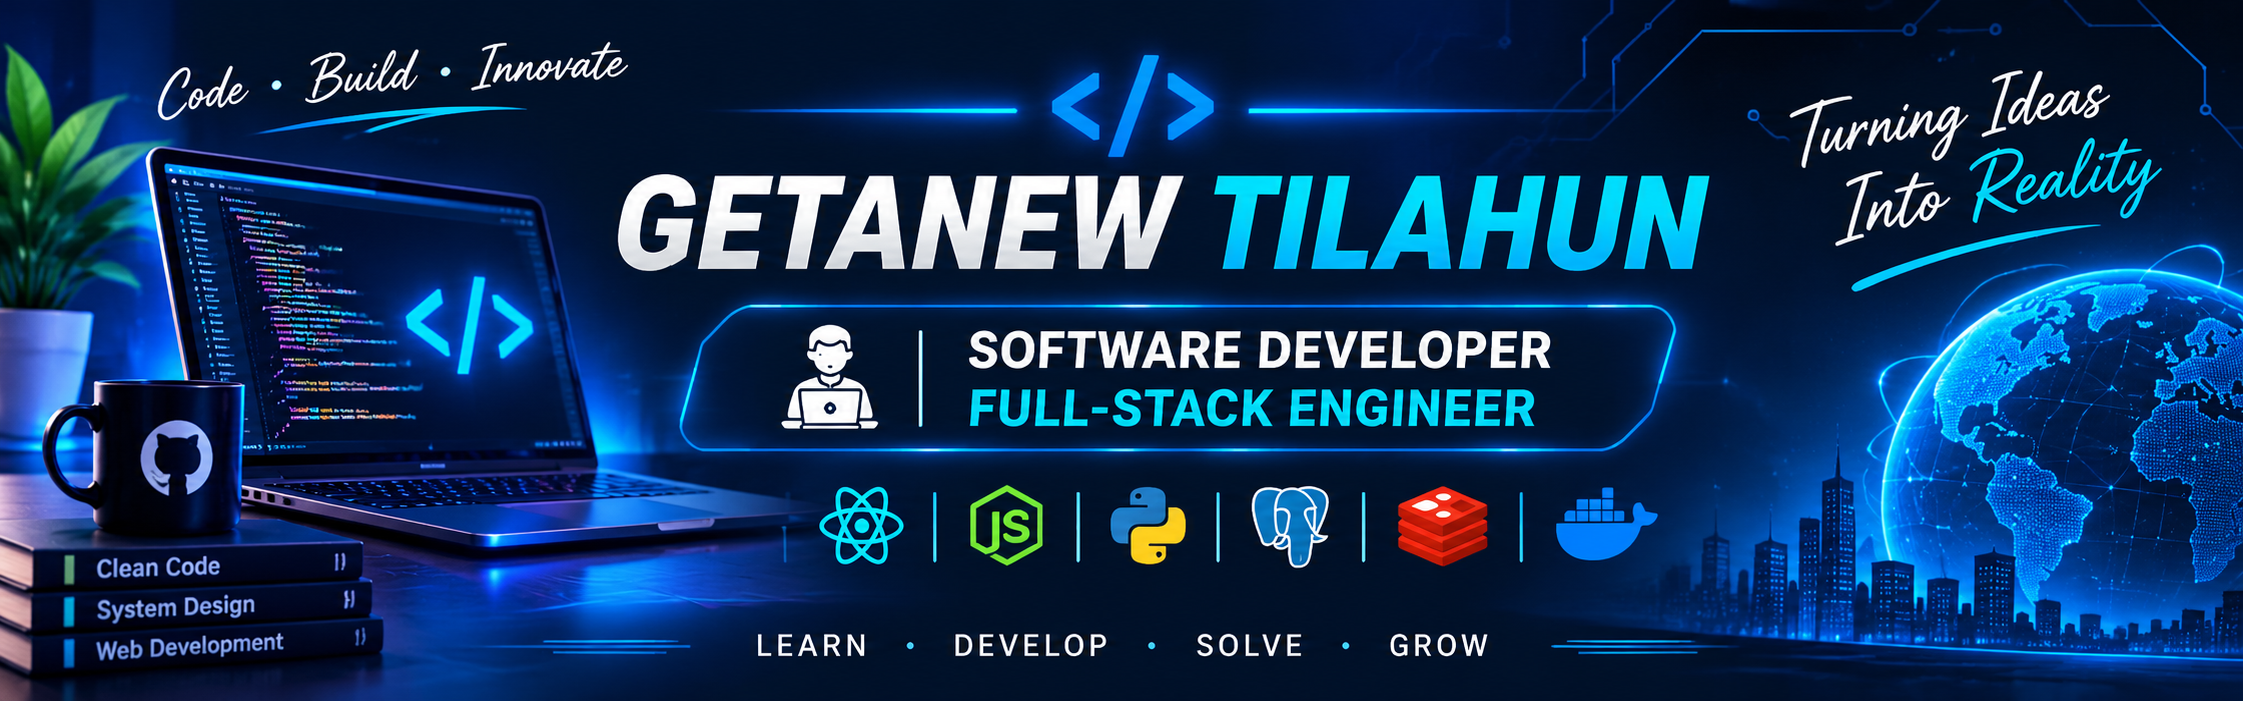 Code • Build • Innovate
</>
Turning Ideas
Into Reality
GETANEW TILAHUN
</>
SOFTWARE DEVELOPER
FULL-STACK ENGINEER
JS
Clean Code
System Design
Web Development
LEARN • DEVELOP • SOLVE • GROW